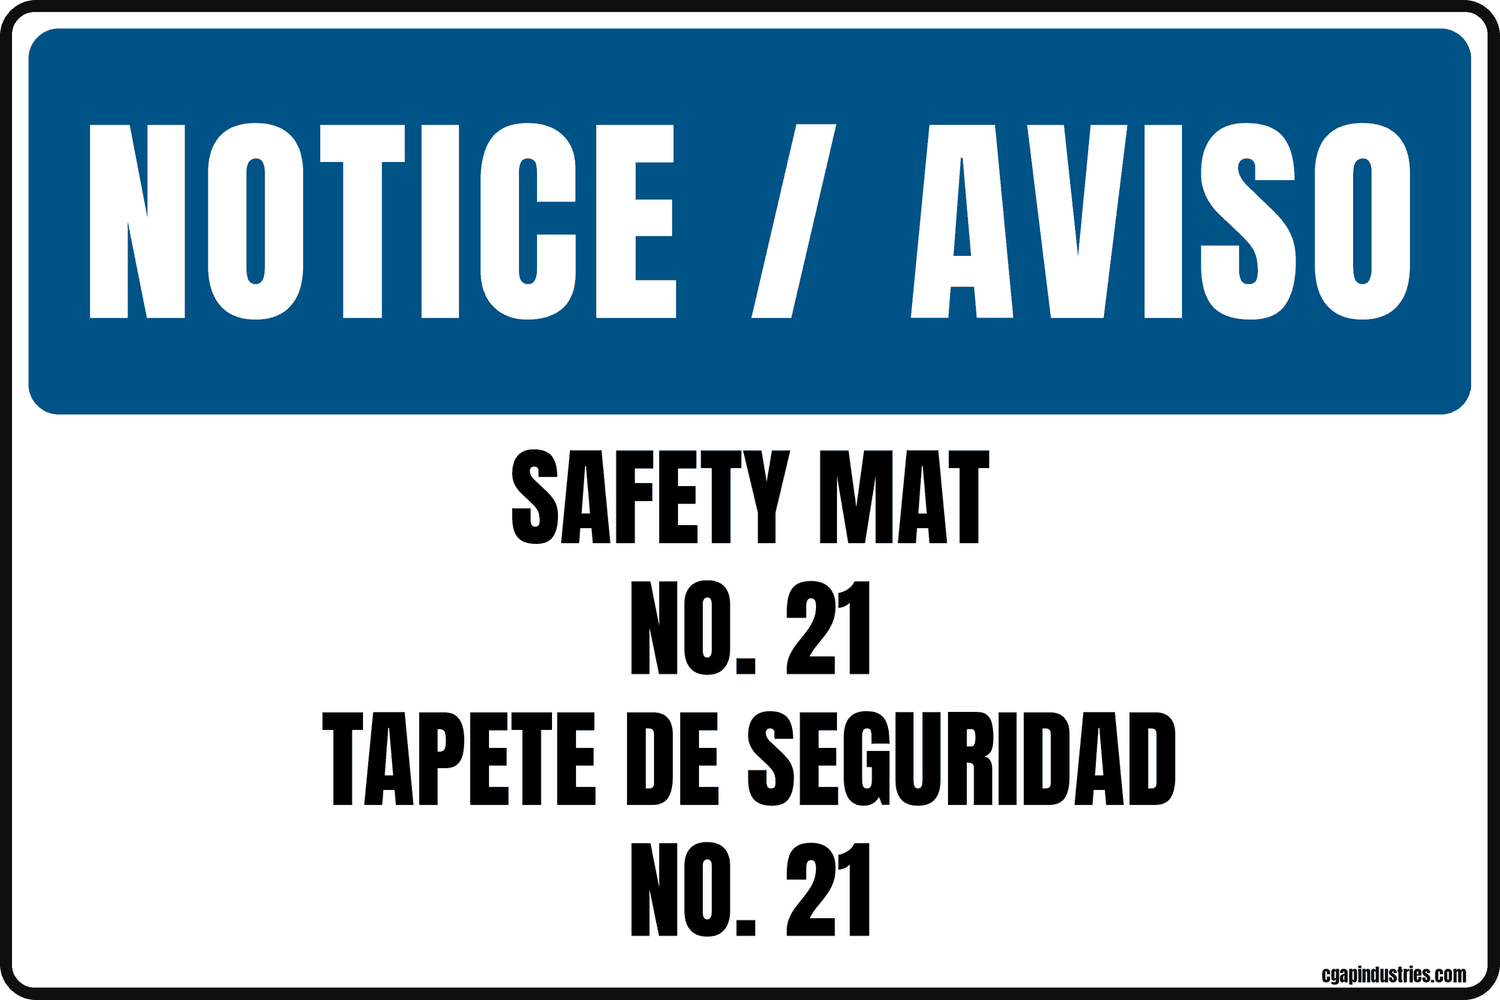 NOTICE / AVISO
SAFETY MAT
NO. 21
TAPETE DE SEGURIDAD
NO. 21
cgapindustries.com